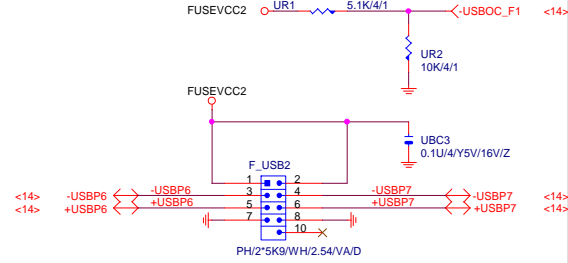 FUSEVCC2 UR1 5.1K/4/1 -USBOC_F1 <14>
UR2
10K/4/1
FUSEVCC2
UBC3
0.1U/4/Y5V/16V/Z
F_USB2
1 2
<14> -USBP6 -USBP6 3 4 -USBP7 -USBP7 <14>
<14> +USBP6 +USBP6 5 6 +USBP7 +USBP7 <14>
7 8
10
PH/2*5K9/WH/2.54/VA/D